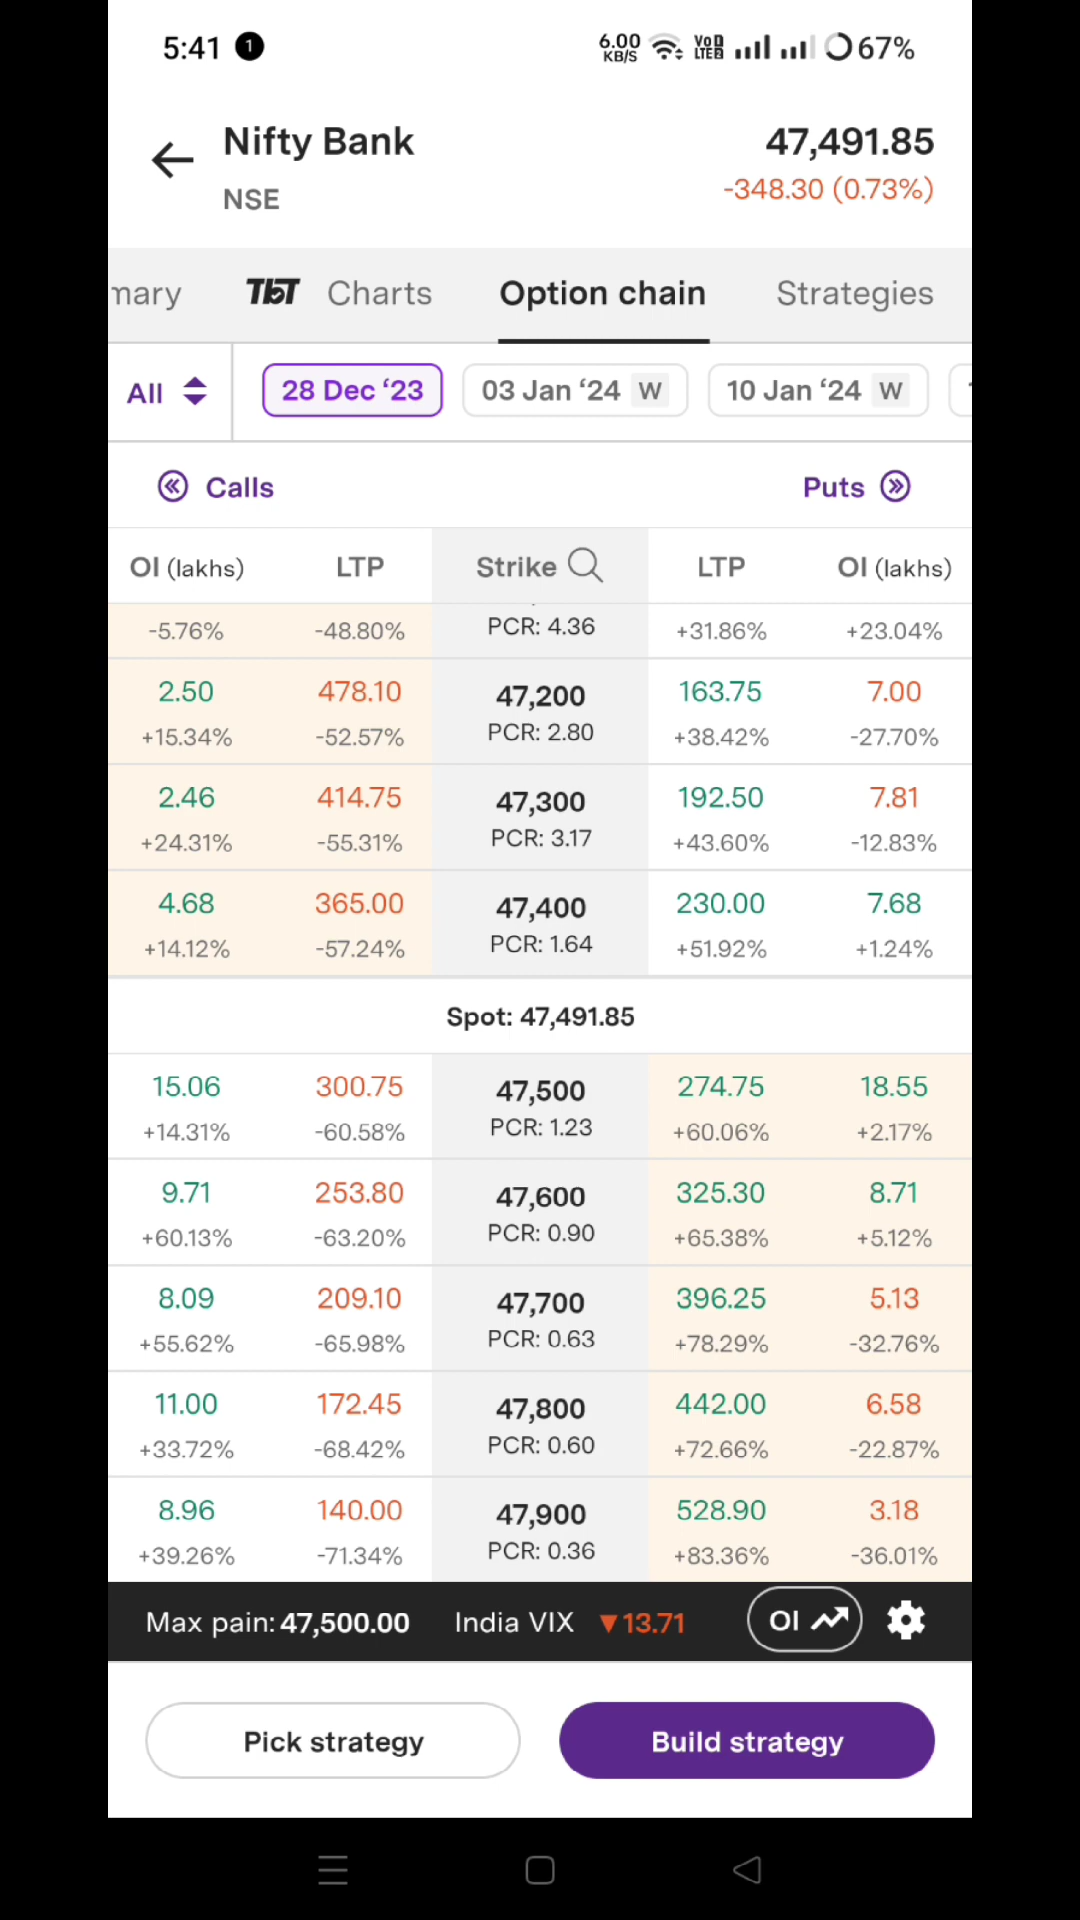 5:41 1 6.00 KB/S Vo1 LTE2 67%
Nifty Bank 47,491.85
NSE -348.30 (0.73%)
mary TbT Charts Option chain Strategies
All 28 Dec ‘23 03 Jan ‘24 W 10 Jan ‘24 W
Calls Puts
OI (lakhs) LTP Strike LTP OI (lakhs)
-5.76% -48.80% PCR: 4.36 +31.86% +23.04%
2.50 478.10 47,200 163.75 7.00
+15.34% -52.57% PCR: 2.80 +38.42% -27.70%
2.46 414.75 47,300 192.50 7.81
+24.31% -55.31% PCR: 3.17 +43.60% -12.83%
4.68 365.00 47,400 230.00 7.68
+14.12% -57.24% PCR: 1.64 +51.92% +1.24%
Spot: 47,491.85
15.06 300.75 47,500 274.75 18.55
+14.31% -60.58% PCR: 1.23 +60.06% +2.17%
9.71 253.80 47,600 325.30 8.71
+60.13% -63.20% PCR: 0.90 +65.38% +5.12%
8.09 209.10 47,700 396.25 5.13
+55.62% -65.98% PCR: 0.63 +78.29% -32.76%
11.00 172.45 47,800 442.00 6.58
+33.72% -68.42% PCR: 0.60 +72.66% -22.87%
8.96 140.00 47,900 528.90 3.18
+39.26% -71.34% PCR: 0.36 +83.36% -36.01%
Max pain: 47,500.00 India VIX ▼13.71 OI
Pick strategy Build strategy